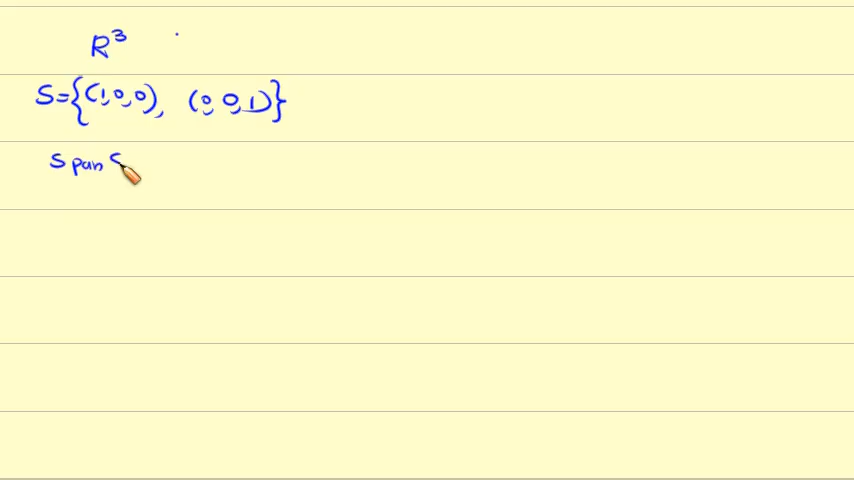 R³
S={(1,0,0), (0,0,1)}
Span S